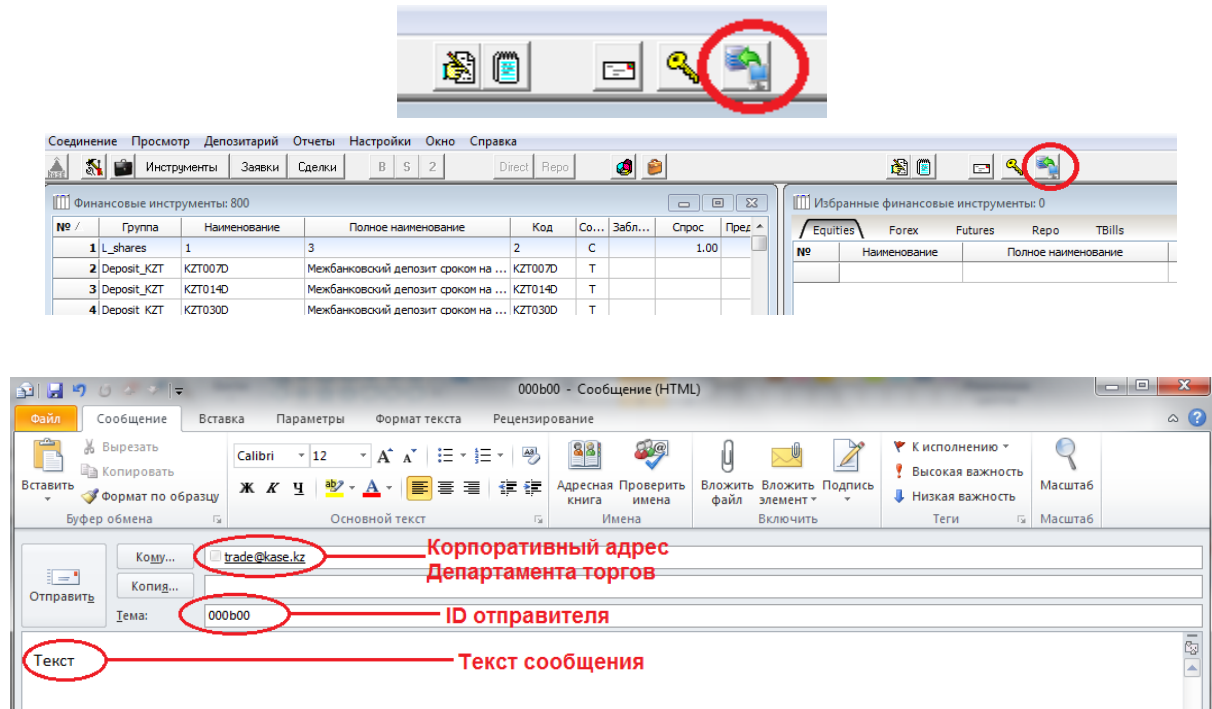 Соединение Просмотр Депозитарий Отчеты Настройки Окно Справка
Инструменты Заявки Сделки B S 2 Direct Repo
Финансовые инструменты: 800
№ / Группа Наименование Полное наименование Код Со... Забл... Спрос Пред
1 L_shares 1 3 2 C 1.00
2 Deposit_KZT KZT007D Межбанковский депозит сроком на ... KZT007D T
3 Deposit_KZT KZT014D Межбанковский депозит сроком на ... KZT014D T
4 Deposit_KZT KZT030D Межбанковский депозит сроком на ... KZT030D T
Избранные финансовые инструменты: 0
Equities Forex Futures Repo TBills
№ Наименование Полное наименование
000b00 - Сообщение (HTML)
Файл Сообщение Вставка Параметры Формат текста Рецензирование
Вставить
Вырезать
Копировать
Формат по образцу
Буфер обмена
Calibri 12
Ж К Ч
Основной текст
Адресная книга
Проверить имена
Имена
Вложить файл
Вложить элемент
Подпись
Включить
К исполнению
Высокая важность
Низкая важность
Теги
Масштаб
Масштаб
Отправить
Кому... trade@kase.kz
Корпоративный адрес
Департамента торгов
Копия...
Тема: 000b00
ID отправителя
Текст
Текст сообщения